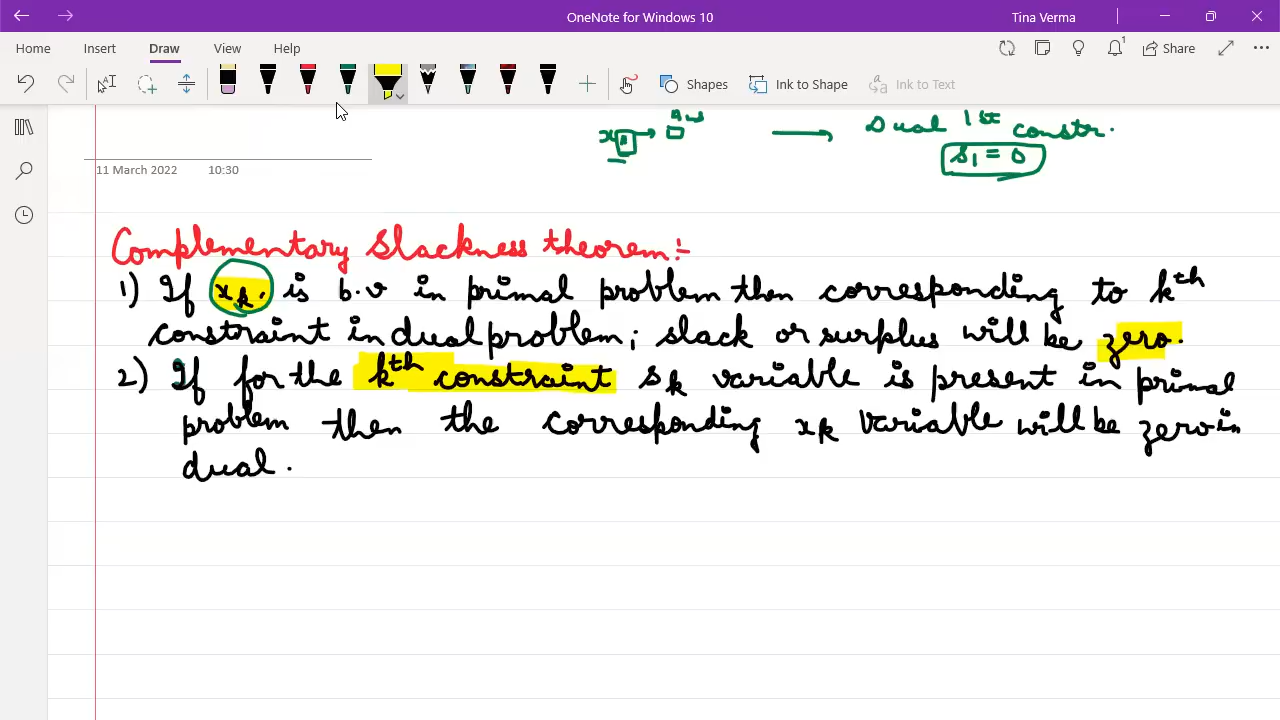 OneNote for Windows 10
Tina Verma
Home Insert Draw View Help
1 Share
Shapes Ink to Shape Ink to Text
Dual 1st constr.
S1 = 0
11 March 2022 10:30
Complementary Slackness theorem:-
1) If xk. is b.v in primal problem then corresponding to kth
constraint in dual problem; slack or surplus will be zero.
2) If for the kth constraint sk variable is present in primal
problem then the corresponding xk variable will be zero in
dual.